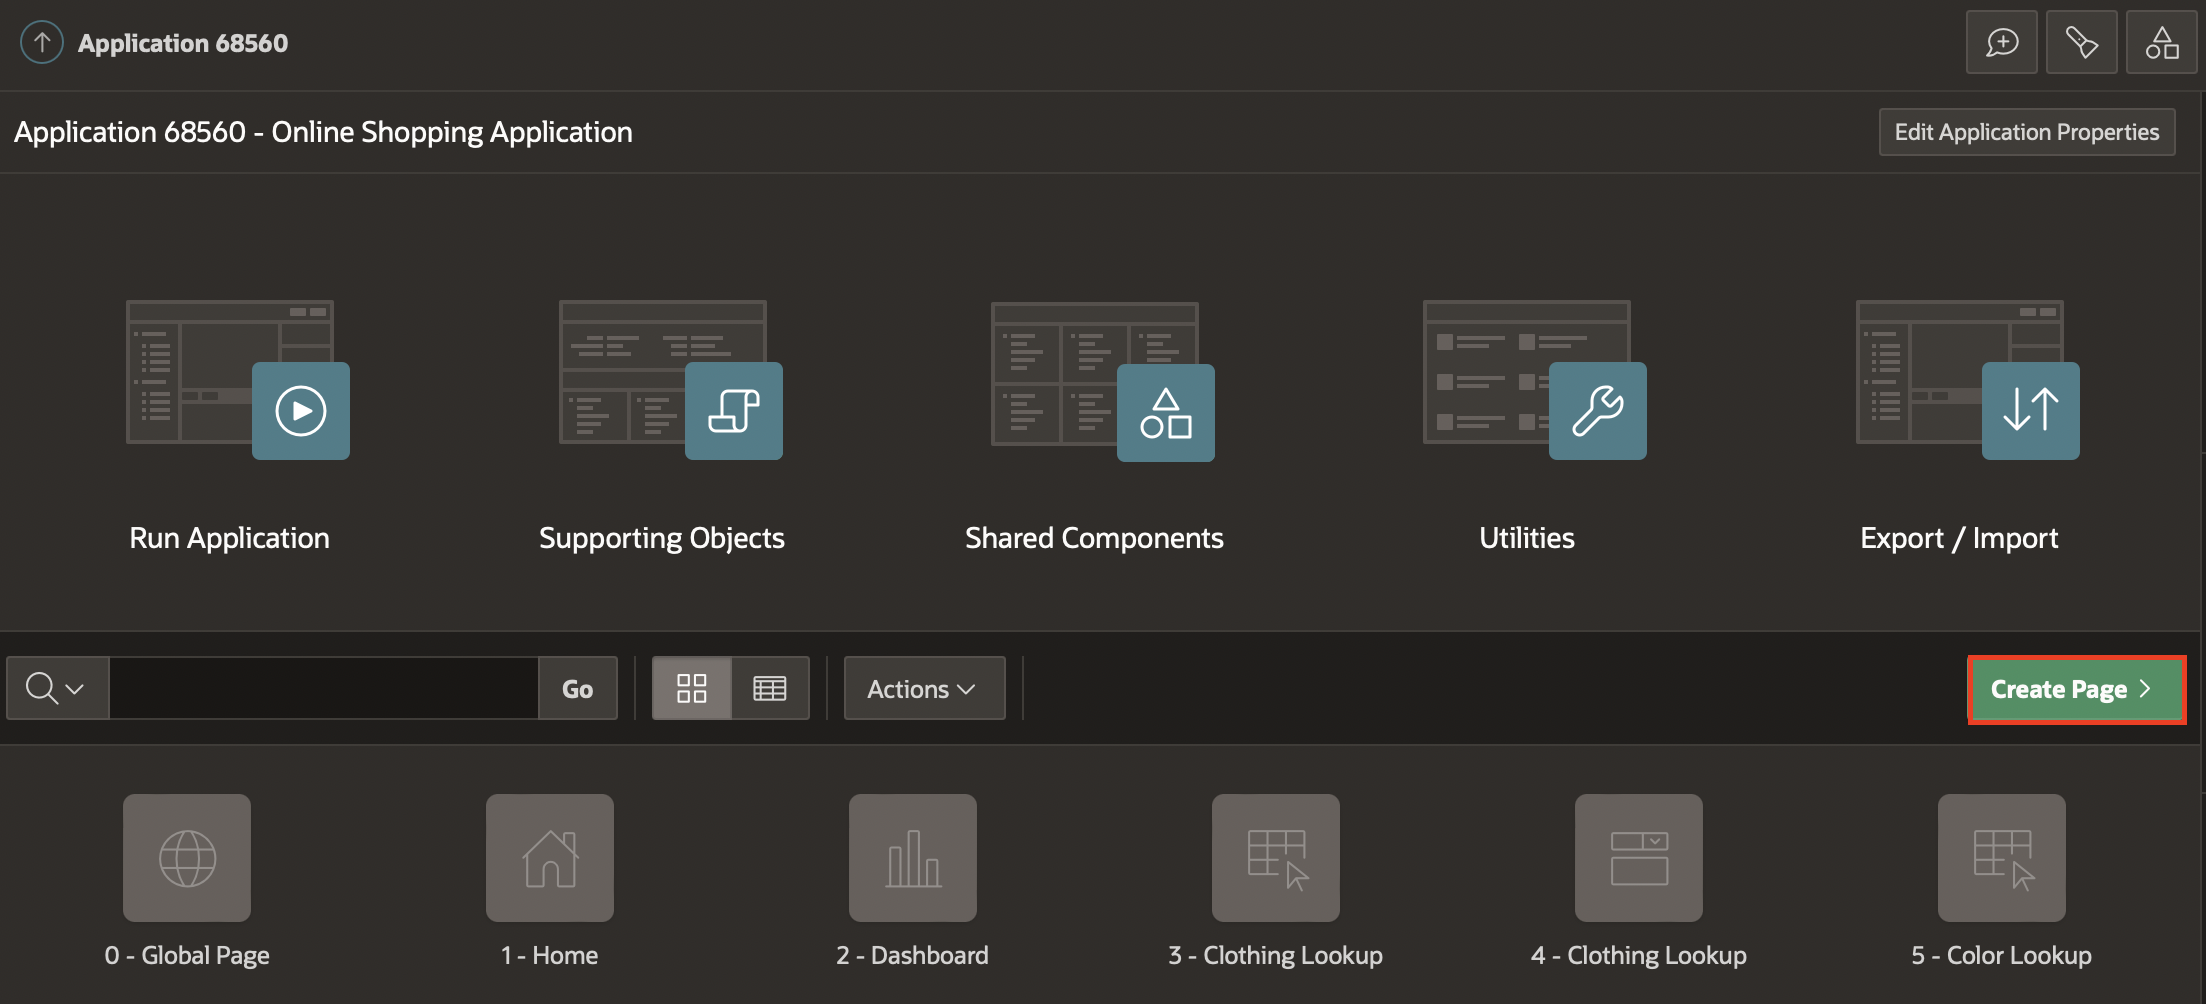 Application 68560
Application 68560 - Online Shopping Application
Edit Application Properties
Run Application
Supporting Objects
Shared Components
Utilities
Export / Import
Go
Actions
Create Page
0 - Global Page
1 - Home
2 - Dashboard
3 - Clothing Lookup
4 - Clothing Lookup
5 - Color Lookup